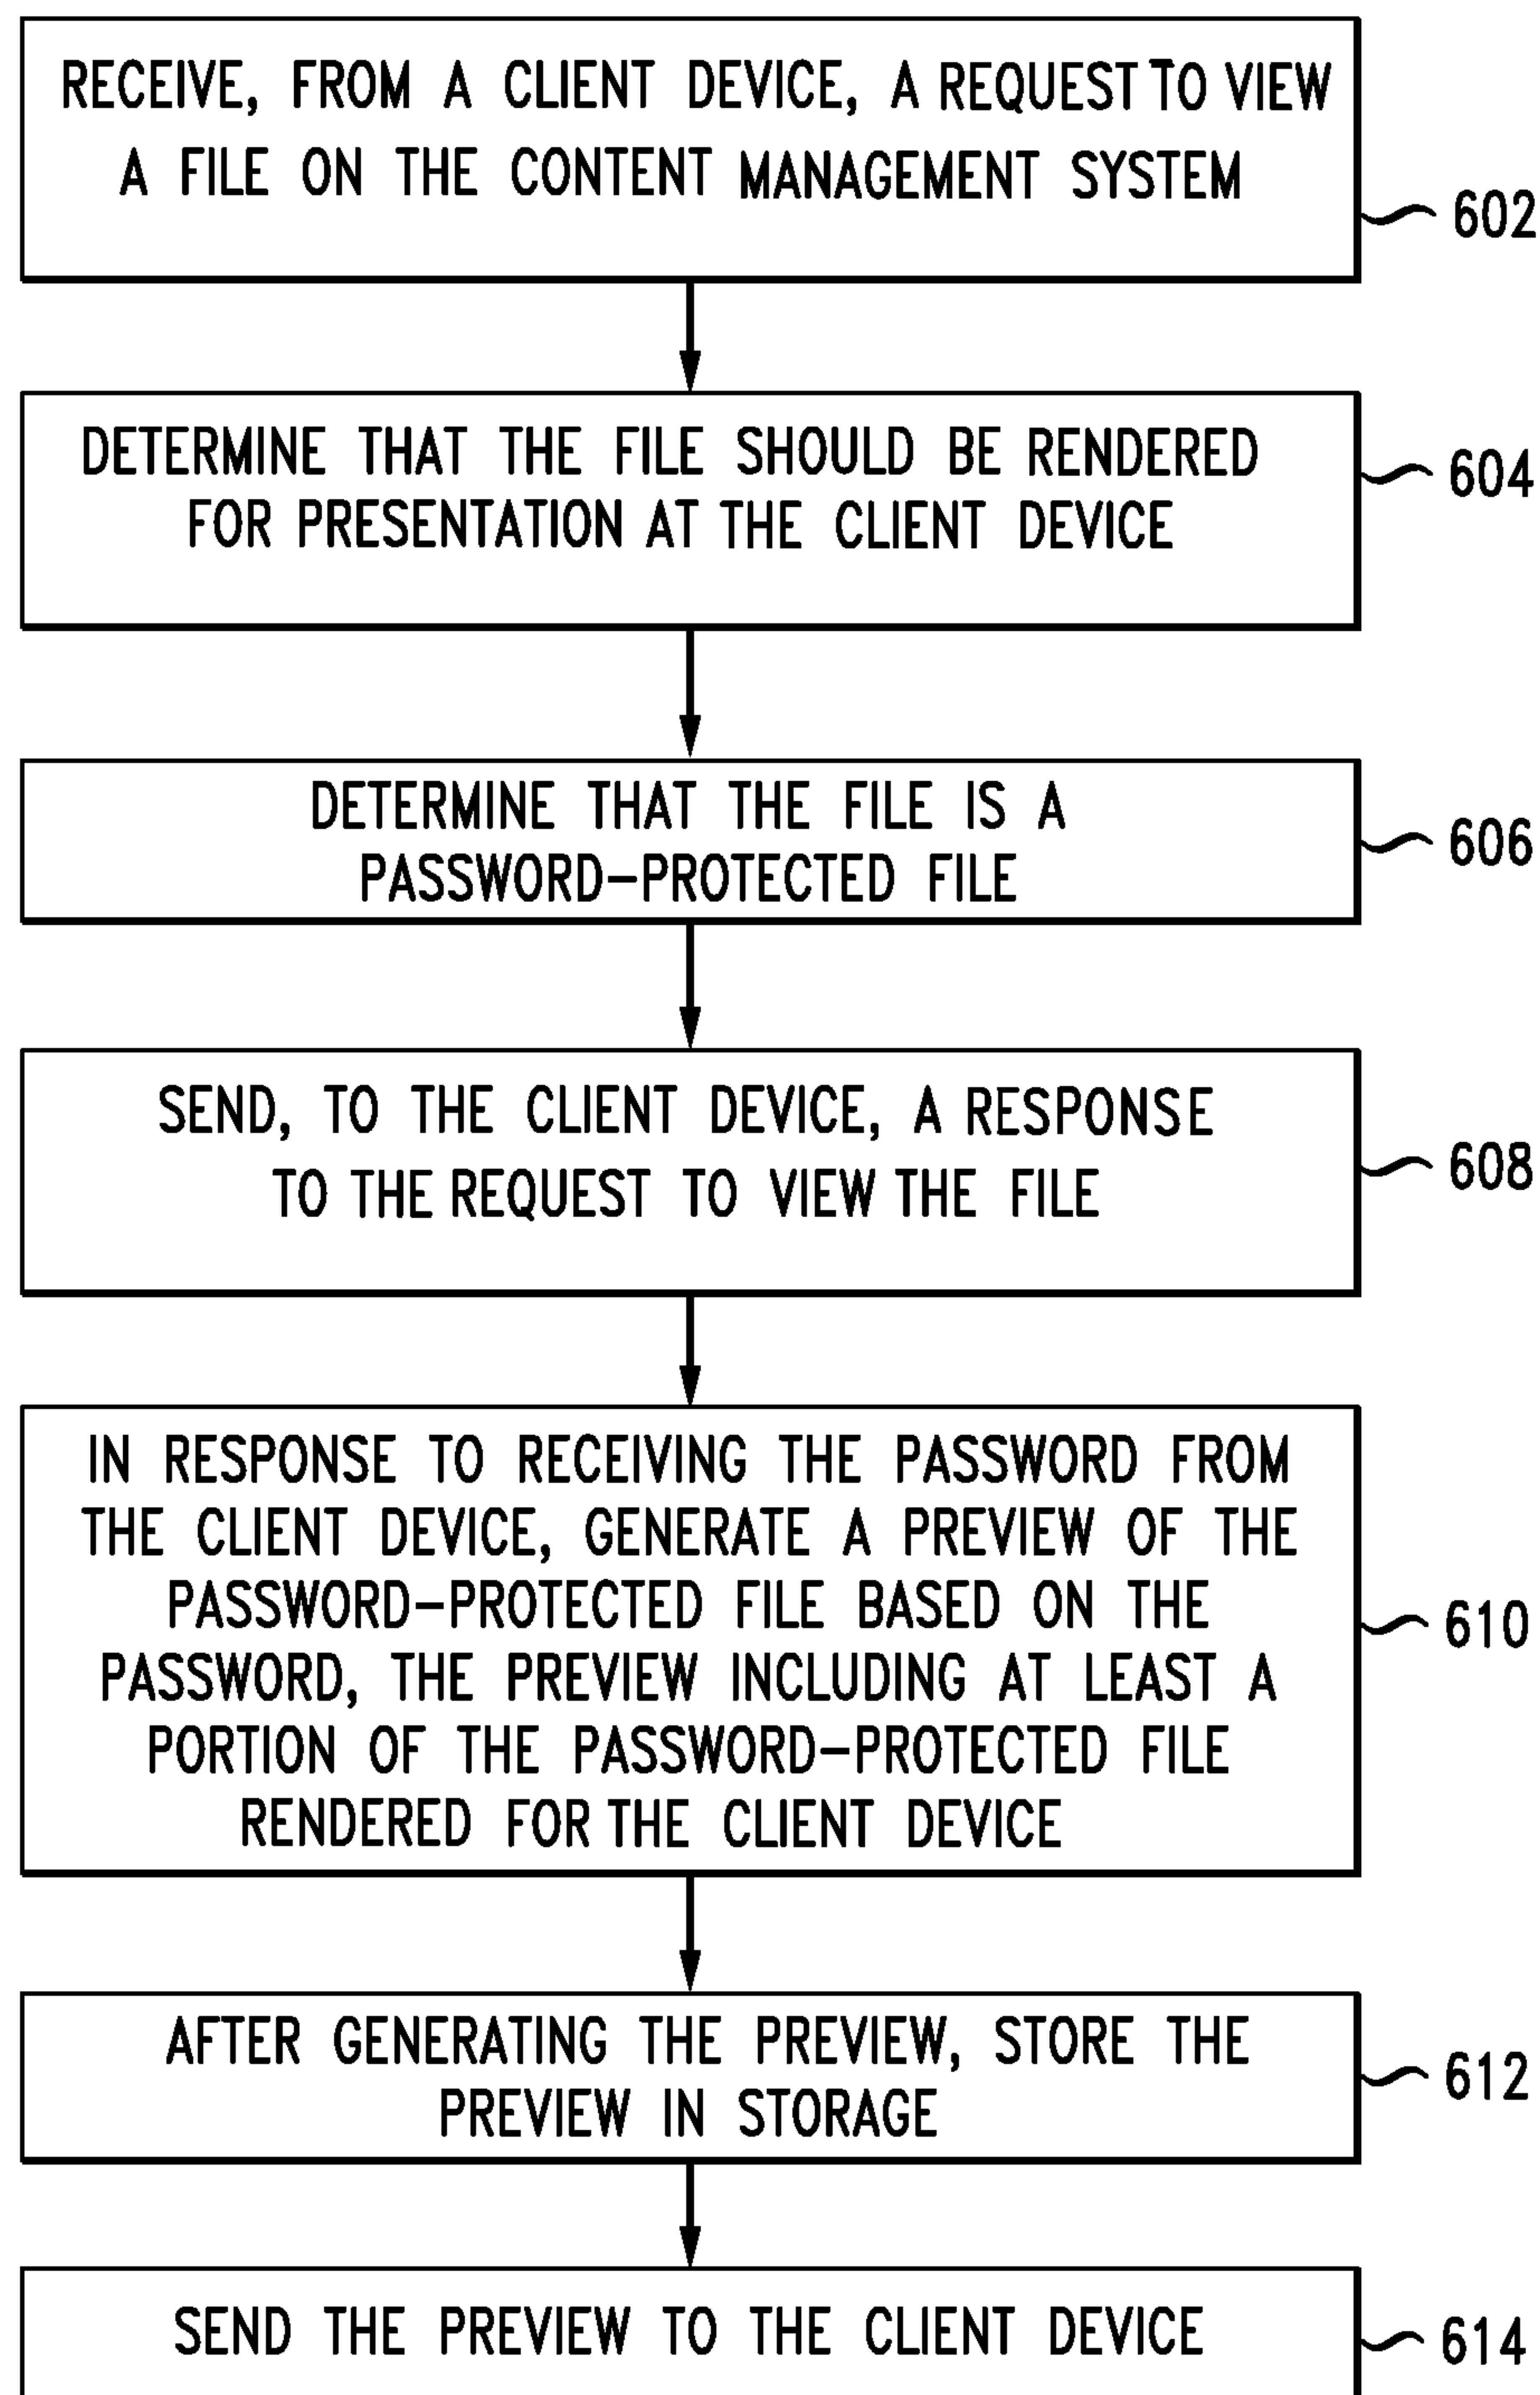 RECEIVE, FROM A CLIENT DEVICE, A REQUEST TO VIEW
A FILE ON THE CONTENT MANAGEMENT SYSTEM
602
DETERMINE THAT THE FILE SHOULD BE RENDERED
FOR PRESENTATION AT THE CLIENT DEVICE
604
DETERMINE THAT THE FILE IS A
PASSWORD-PROTECTED FILE
606
SEND, TO THE CLIENT DEVICE, A RESPONSE
TO THE REQUEST TO VIEW THE FILE
608
IN RESPONSE TO RECEIVING THE PASSWORD FROM
THE CLIENT DEVICE, GENERATE A PREVIEW OF THE
PASSWORD-PROTECTED FILE BASED ON THE
PASSWORD, THE PREVIEW INCLUDING AT LEAST A
PORTION OF THE PASSWORD-PROTECTED FILE
RENDERED FOR THE CLIENT DEVICE
610
AFTER GENERATING THE PREVIEW, STORE THE
PREVIEW IN STORAGE
612
SEND THE PREVIEW TO THE CLIENT DEVICE
614